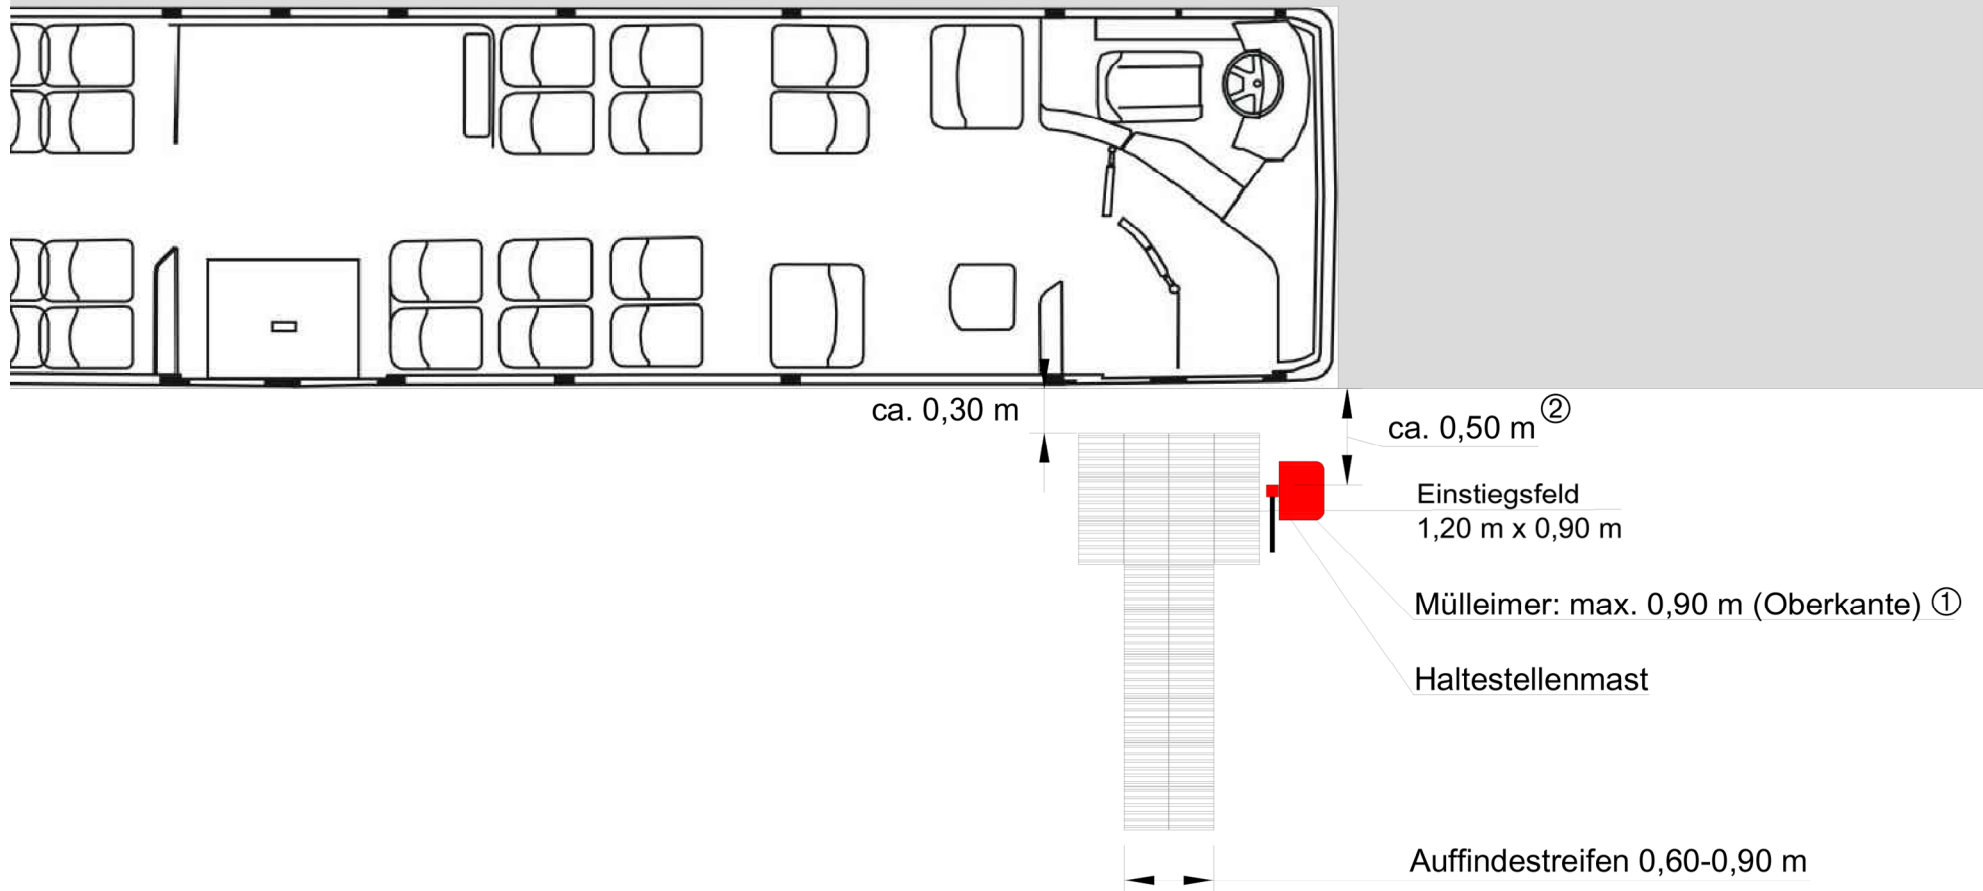 ca. 0,30 m
ca. 0,50 m ②
Einstiegsfeld
1,20 m x 0,90 m
Mülleimer: max. 0,90 m (Oberkante) ①
Haltestellenmast
Auffindestreifen 0,60-0,90 m